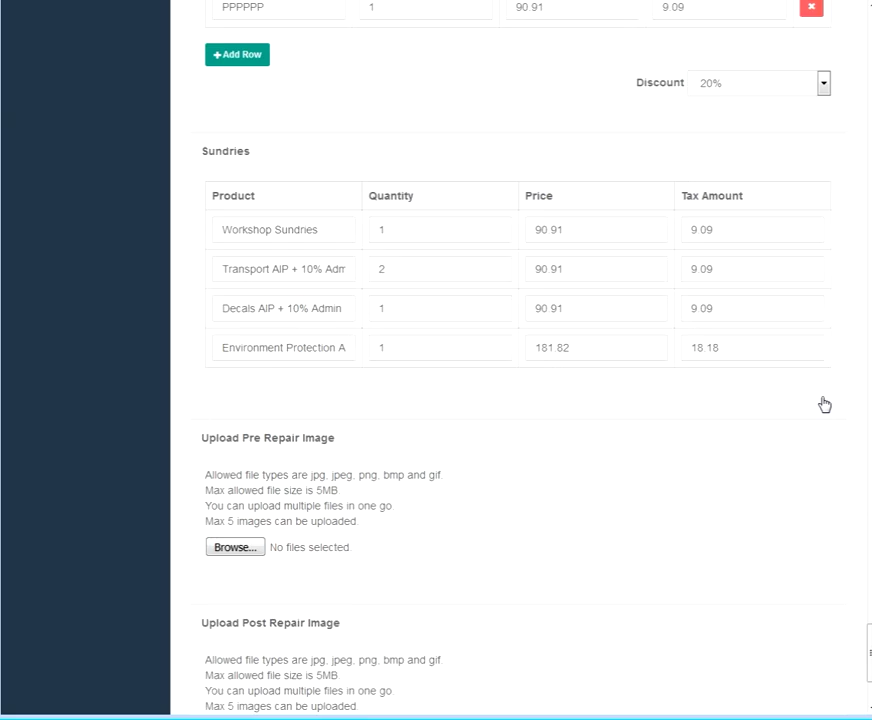 PPPPPP 1 90.91 9.09
Add Row
Discount 20%
Sundries
Product Quantity Price Tax Amount
Workshop Sundries 1 90.91 9.09
Transport AIP + 10% Adm 2 90.91 9.09
Decals AIP + 10% Admin 1 90.91 9.09
Environment Protection A 1 181.82 18.18
Upload Pre Repair Image
Allowed file types are jpg, jpeg, png, bmp and gif.
Max allowed file size is 5MB.
You can upload multiple files in one go.
Max 5 images can be uploaded.
Browse... No files selected.
Upload Post Repair Image
Allowed file types are jpg, jpeg, png, bmp and gif.
Max allowed file size is 5MB.
You can upload multiple files in one go.
Max 5 images can be uploaded